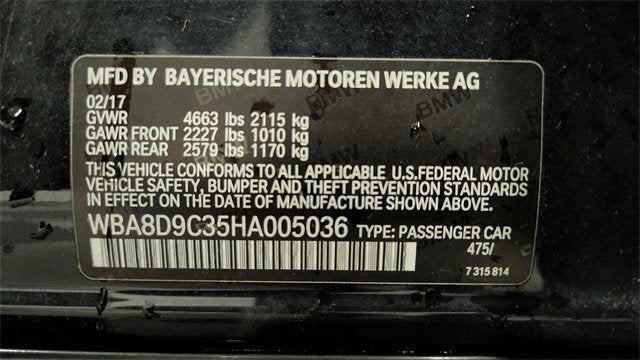 MFD BY BAYERISCHE MOTOREN WERKE AG
02/17
GVWR 4663 lbs 2115 kg
GAWR FRONT 2227 lbs 1010 kg
GAWR REAR 2579 lbs 1170 kg
THIS VEHICLE CONFORMS TO ALL APPLICABLE U.S.FEDERAL MOTOR
VEHICLE SAFETY, BUMPER AND THEFT PREVENTION STANDARDS
IN EFFECT ON THE DATE OF MANUFACTURE SHOWN ABOVE.
WBA8D9C35HA005036 TYPE: PASSENGER CAR
475/
7 315 814
BMW